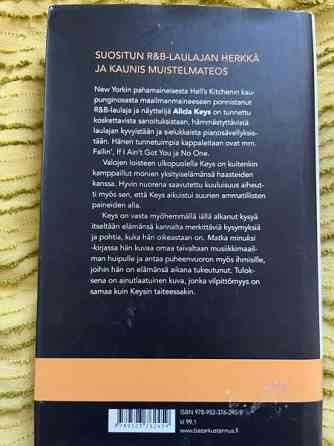 SUOSITUN R&B-LAULAJAN HERKKÄ
JA KAUNIS MUISTELMATEOS
New Yorkin pahamaineisesta Hell's Kitchenin kau-
punginosasta maailmanmaineeseen ponnistanut
R&B-laulaja ja näyttelijä Alicia Keys on tunnettu
koskettavista sanoituksistaan, hämmästyttävistä
laulajan kyvyistään ja sielukkaista pianosävellyksis-
tään. Hänen tunnetuimpia kappaleitaan ovat mm.
Fallin', If I Ain't Got You ja No One.
Valojen loisteen ulkopuolella Keys on kuitenkin
kamppaillut monien yksityiselämänsä haasteiden
kanssa. Hyvin nuorena saavutettu kuuluisuus aiheut-
ti myös sen, että Keys aikuistui suurien ammatillisten
paineiden alla.
Keys on vasta myöhemmällä iällä alkanut kysyä
itseltään elämänsä kannalta merkittäviä kysymyksiä
ja pohtia, kuka hän oikeastaan on. Matka minuksi
-kirjassa hän kuvaa omaa taivaltaan musiikkimaail-
man huipulle ja antaa puheenvuoron myös ihmisille,
joihin hän on elämänsä aikana tukeutunut. Tulok-
sena on ainutlaatuinen kuva, jonka vilpittömyys on
samaa kuin Keysin taiteessakin.
ISBN 978-952-376-245-9
kl 99.1
www.bazarkustannus.fi